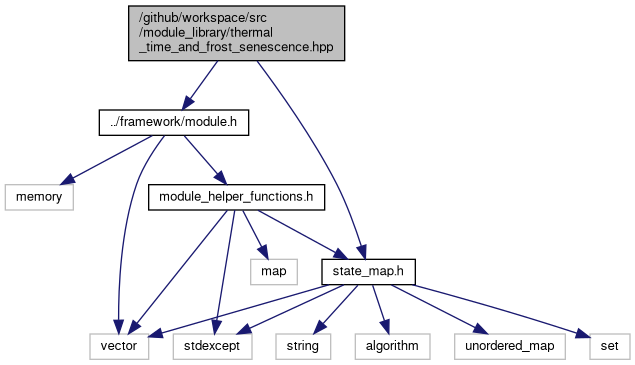 /github/workspace/src
/module_library/thermal
_time_and_frost_senescence.hpp
../framework/module.h
memory
module_helper_functions.h
map
state_map.h
vector
stdexcept
string
algorithm
unordered_map
set